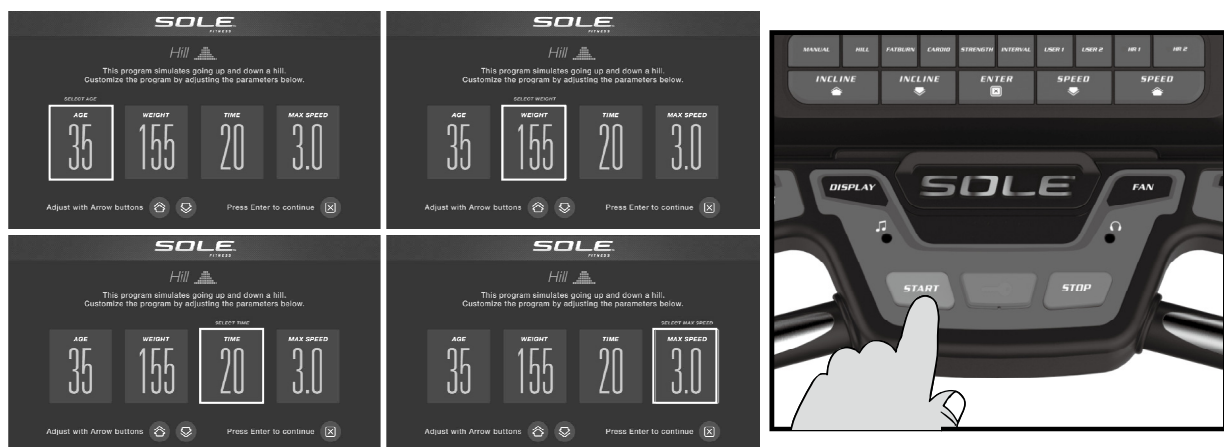 SOLE
FITNESS
Hill
This program simulates going up and down a hill.
Customize the program by adjusting the parameters below.
SELECT AGE
AGE WEIGHT TIME MAX SPEED
35 155 20 3.0
Adjust with Arrow buttons Press Enter to continue
SOLE
FITNESS
Hill
This program simulates going up and down a hill.
Customize the program by adjusting the parameters below.
SELECT WEIGHT
AGE WEIGHT TIME MAX SPEED
35 155 20 3.0
Adjust with Arrow buttons Press Enter to continue
SOLE
FITNESS
Hill
This program simulates going up and down a hill.
Customize the program by adjusting the parameters below.
SELECT TIME
AGE WEIGHT TIME MAX SPEED
35 155 20 3.0
Adjust with Arrow buttons Press Enter to continue
SOLE
FITNESS
Hill
This program simulates going up and down a hill.
Customize the program by adjusting the parameters below.
SELECT MAX SPEED
AGE WEIGHT TIME MAX SPEED
35 155 20 3.0
Adjust with Arrow buttons Press Enter to continue
MANUAL HILL FATBURN CARDIO STRENGTH INTERVAL USER 1 USER 2 HR 1 HR 2
INCLINE INCLINE ENTER SPEED SPEED
DISPLAY SOLE FAN
START STOP